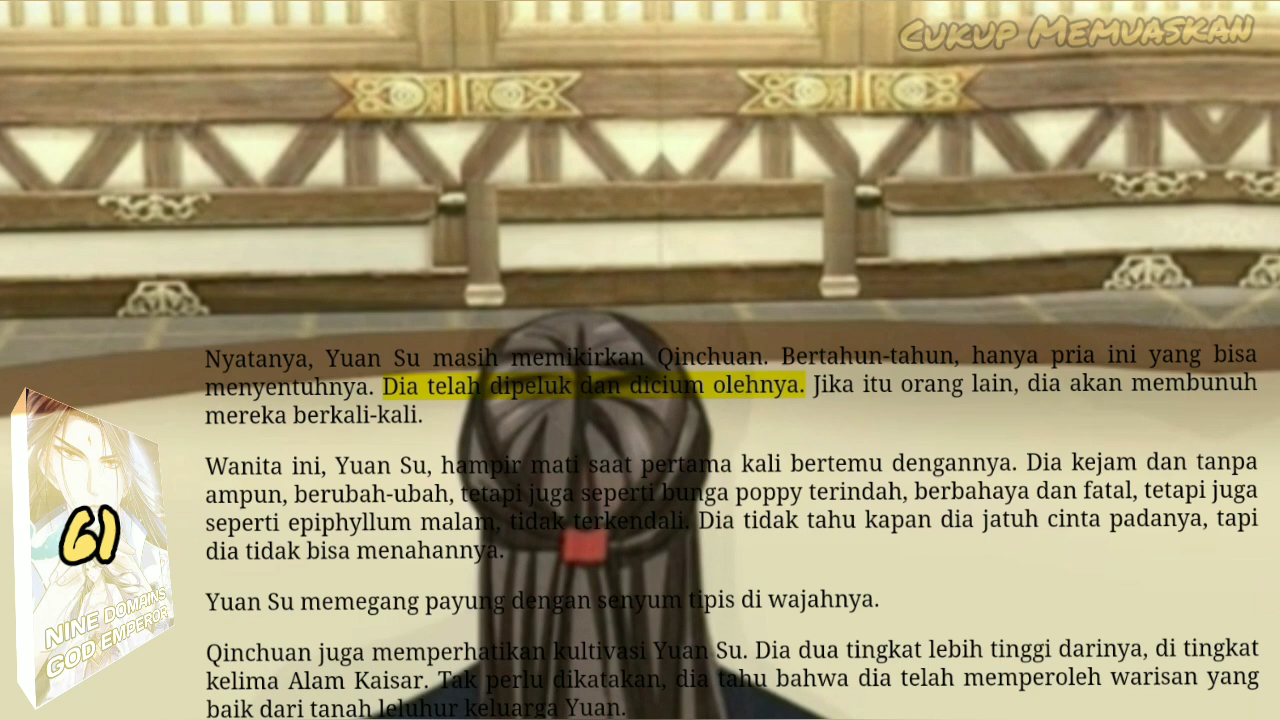 Cukup Memuaskan
Nyatanya, Yuan Su masih memikirkan Qinchuan. Bertahun-tahun, hanya pria ini yang bisa
menyentuhnya. Dia telah dipeluk dan dicium olehnya. Jika itu orang lain, dia akan membunuh
mereka berkali-kali.
Wanita ini, Yuan Su, hampir mati saat pertama kali bertemu dengannya. Dia kejam dan tanpa
ampun, berubah-ubah, tetapi juga seperti bunga poppy terindah, berbahaya dan fatal, tetapi juga
seperti epiphyllum malam, tidak terkendali. Dia tidak tahu kapan dia jatuh cinta padanya, tapi
dia tidak bisa menahannya.
Yuan Su memegang payung dengan senyum tipis di wajahnya.
Qinchuan juga memperhatikan kultivasi Yuan Su. Dia dua tingkat lebih tinggi darinya, di tingkat
kelima Alam Kaisar. Tak perlu dikatakan, dia tahu bahwa dia telah memperoleh warisan yang
baik dari tanah leluhur keluarga Yuan.
61
NINE DOMAINS
GOD EMPEROR